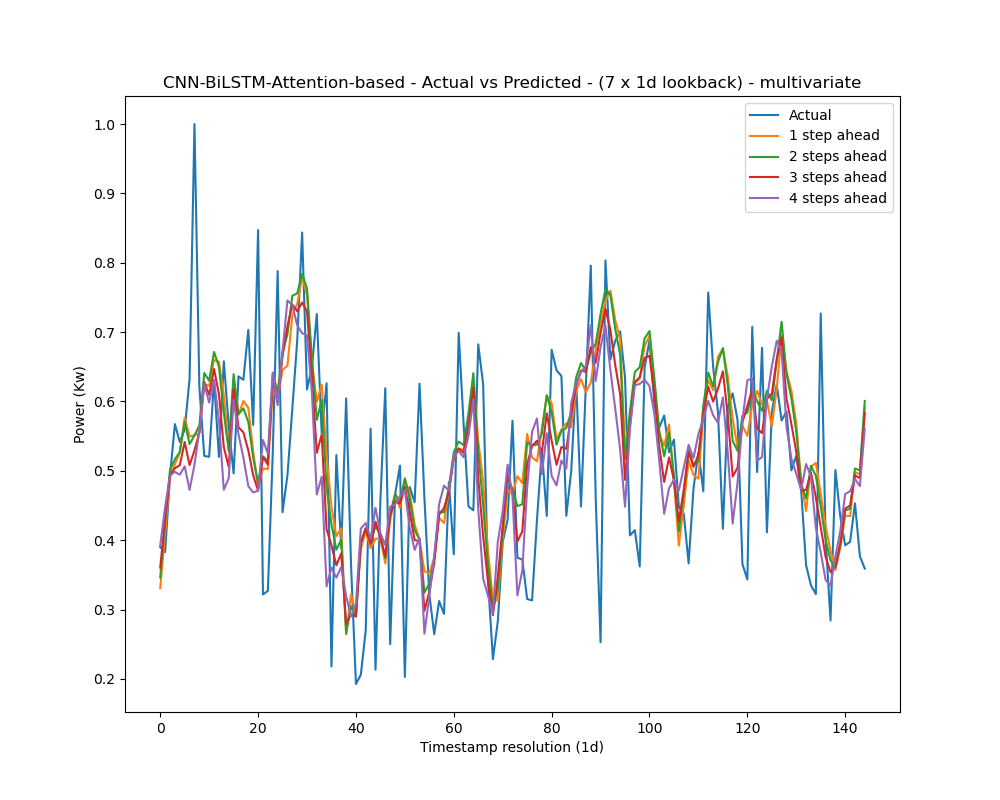 CNN-BiLSTM-Attention-based - Actual vs Predicted - (7 x 1d lookback) - multivariate
Actual
1 step ahead
2 steps ahead
3 steps ahead
4 steps ahead
1.0
0.9
0.8
0.7
0.6
0.5
0.4
0.3
0.2
Power (Kw)
0 20 40 60 80 100 120 140
Timestamp resolution (1d)